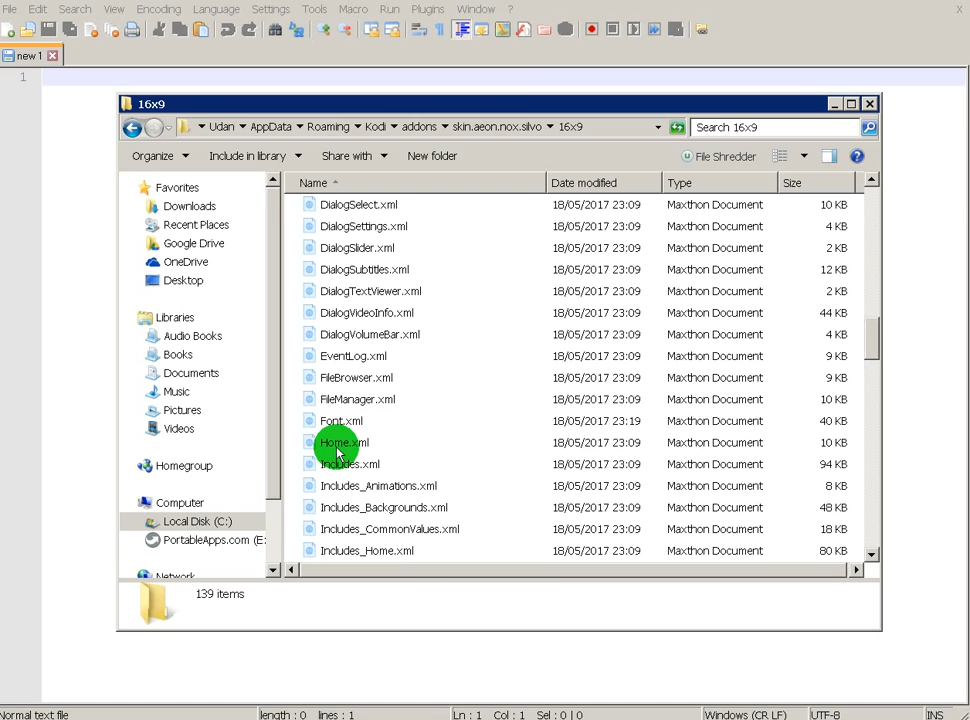 File Edit Search View Encoding Language Settings Tools Macro Run Plugins Window ? X
new 1
1
16x9
Udan AppData Roaming Kodi addons skin.aeon.nox.silvo 16x9 Search 16x9
Organize Include in library Share with New folder File Shredder
Name Date modified Type Size
Favorites
Downloads
Recent Places
Google Drive
OneDrive
Desktop
Libraries
Audio Books
Books
Documents
Music
Pictures
Videos
Homegroup
Computer
Local Disk (C:)
PortableApps.com (E:
Network
DialogSelect.xml 18/05/2017 23:09 Maxthon Document 10 KB
DialogSettings.xml 18/05/2017 23:09 Maxthon Document 4 KB
DialogSlider.xml 18/05/2017 23:09 Maxthon Document 2 KB
DialogSubtitles.xml 18/05/2017 23:09 Maxthon Document 12 KB
DialogTextViewer.xml 18/05/2017 23:09 Maxthon Document 2 KB
DialogVideoInfo.xml 18/05/2017 23:09 Maxthon Document 44 KB
DialogVolumeBar.xml 18/05/2017 23:09 Maxthon Document 4 KB
EventLog.xml 18/05/2017 23:09 Maxthon Document 9 KB
FileBrowser.xml 18/05/2017 23:09 Maxthon Document 9 KB
FileManager.xml 18/05/2017 23:09 Maxthon Document 10 KB
Font.xml 18/05/2017 23:19 Maxthon Document 40 KB
Home.xml 18/05/2017 23:09 Maxthon Document 10 KB
Includes.xml 18/05/2017 23:09 Maxthon Document 94 KB
Includes_Animations.xml 18/05/2017 23:09 Maxthon Document 8 KB
Includes_Backgrounds.xml 18/05/2017 23:09 Maxthon Document 48 KB
Includes_CommonValues.xml 18/05/2017 23:09 Maxthon Document 18 KB
Includes_Home.xml 18/05/2017 23:09 Maxthon Document 80 KB
139 items
Normal text file length : 0 lines : 1 Ln : 1 Col : 1 Sel : 0 | 0 Windows (CR LF) UTF-8 INS